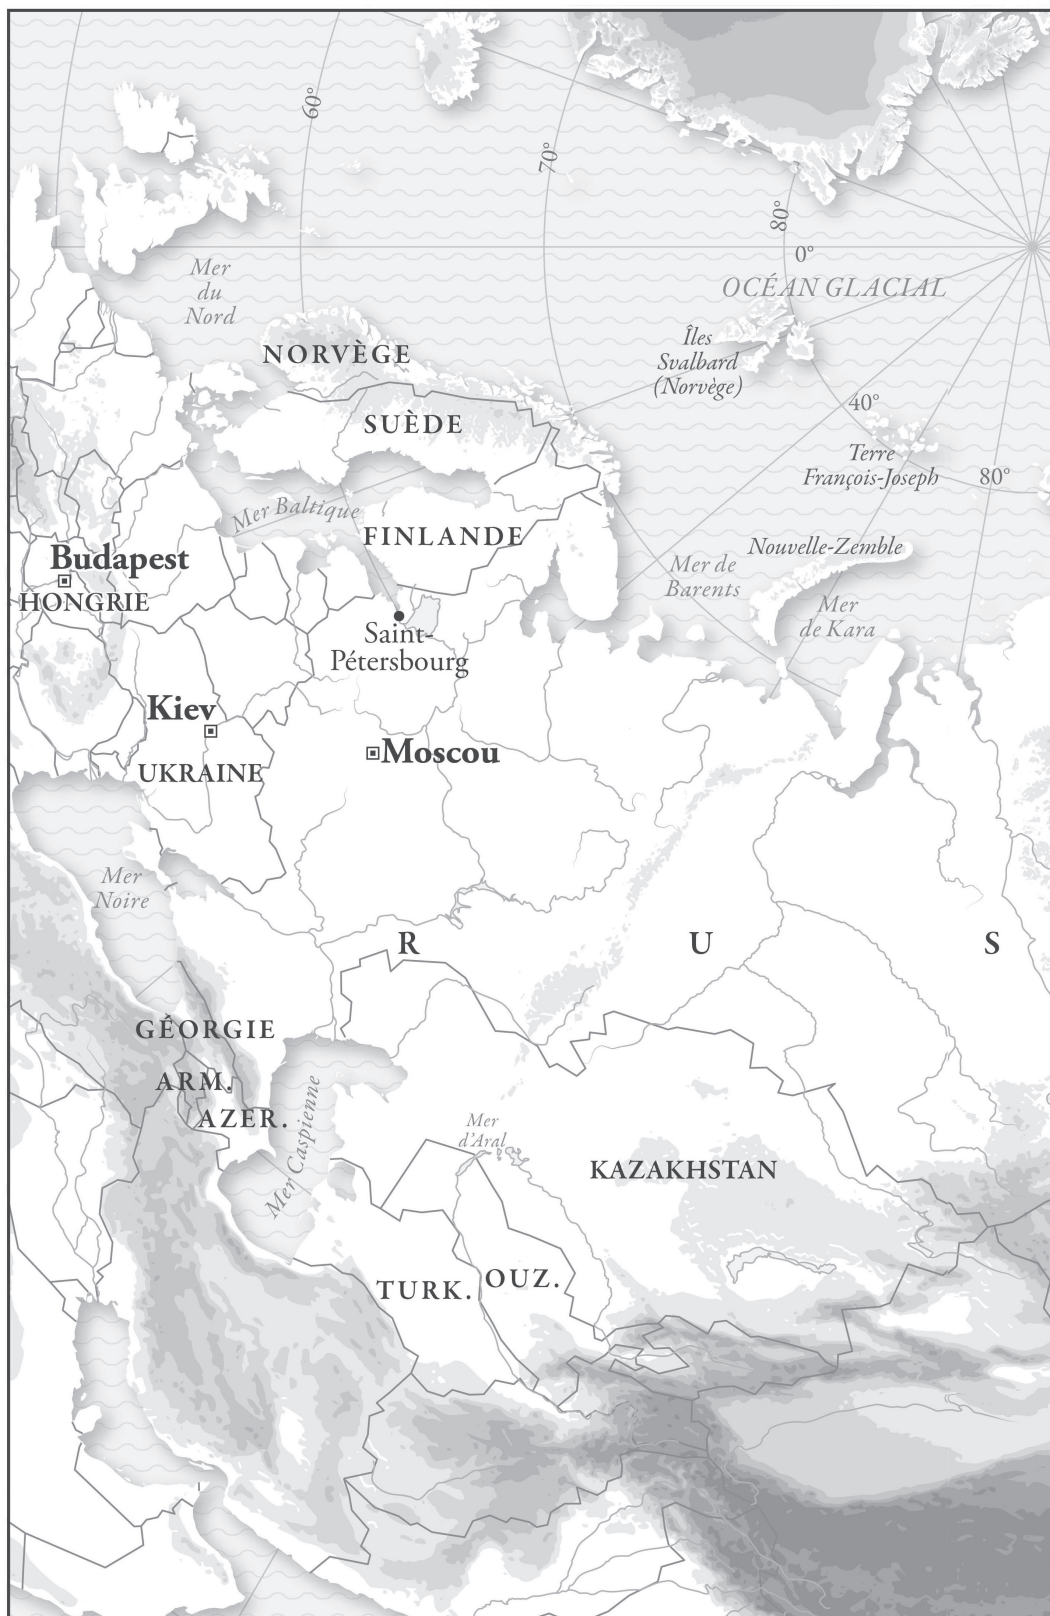 60°
70°
80°
0°
Mer
du
Nord
OCÉAN GLACIAL
NORVÈGE
Îles
Svalbard
(Norvège)
40°
SUÈDE
Terre
François-Joseph
80°
Mer Baltique
FINLANDE
Nouvelle-Zemble
Budapest
HONGRIE
Mer de
Barents
Mer
de Kara
Saint-
Pétersbourg
Kiev
Moscou
UKRAINE
Mer
Noire
R U S
GÉORGIE
ARM.
AZER.
Mer Caspienne
Mer
d'Aral
KAZAKHSTAN
TURK.
OUZ.